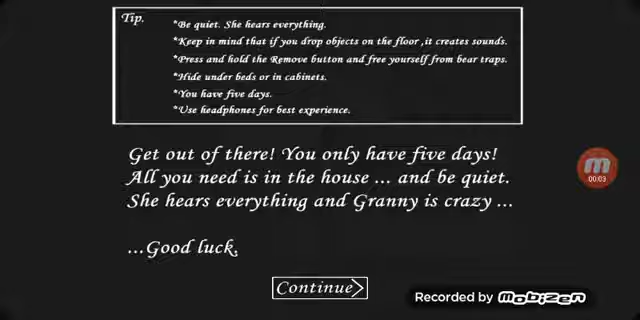 Tip.
*Be quiet. She hears everything.
*Keep in mind that if you drop objects on the floor ,it creates sounds.
*Press and hold the Remove button and free yourself from bear traps.
*Hide under beds or in cabinets.
*You have five days.
*Use headphones for best experience.
Get out of there! You only have five days!
All you need is in the house ... and be quiet.
She hears everything and Granny is crazy ...
...Good luck.
Continue
00:03
Recorded by mobizen